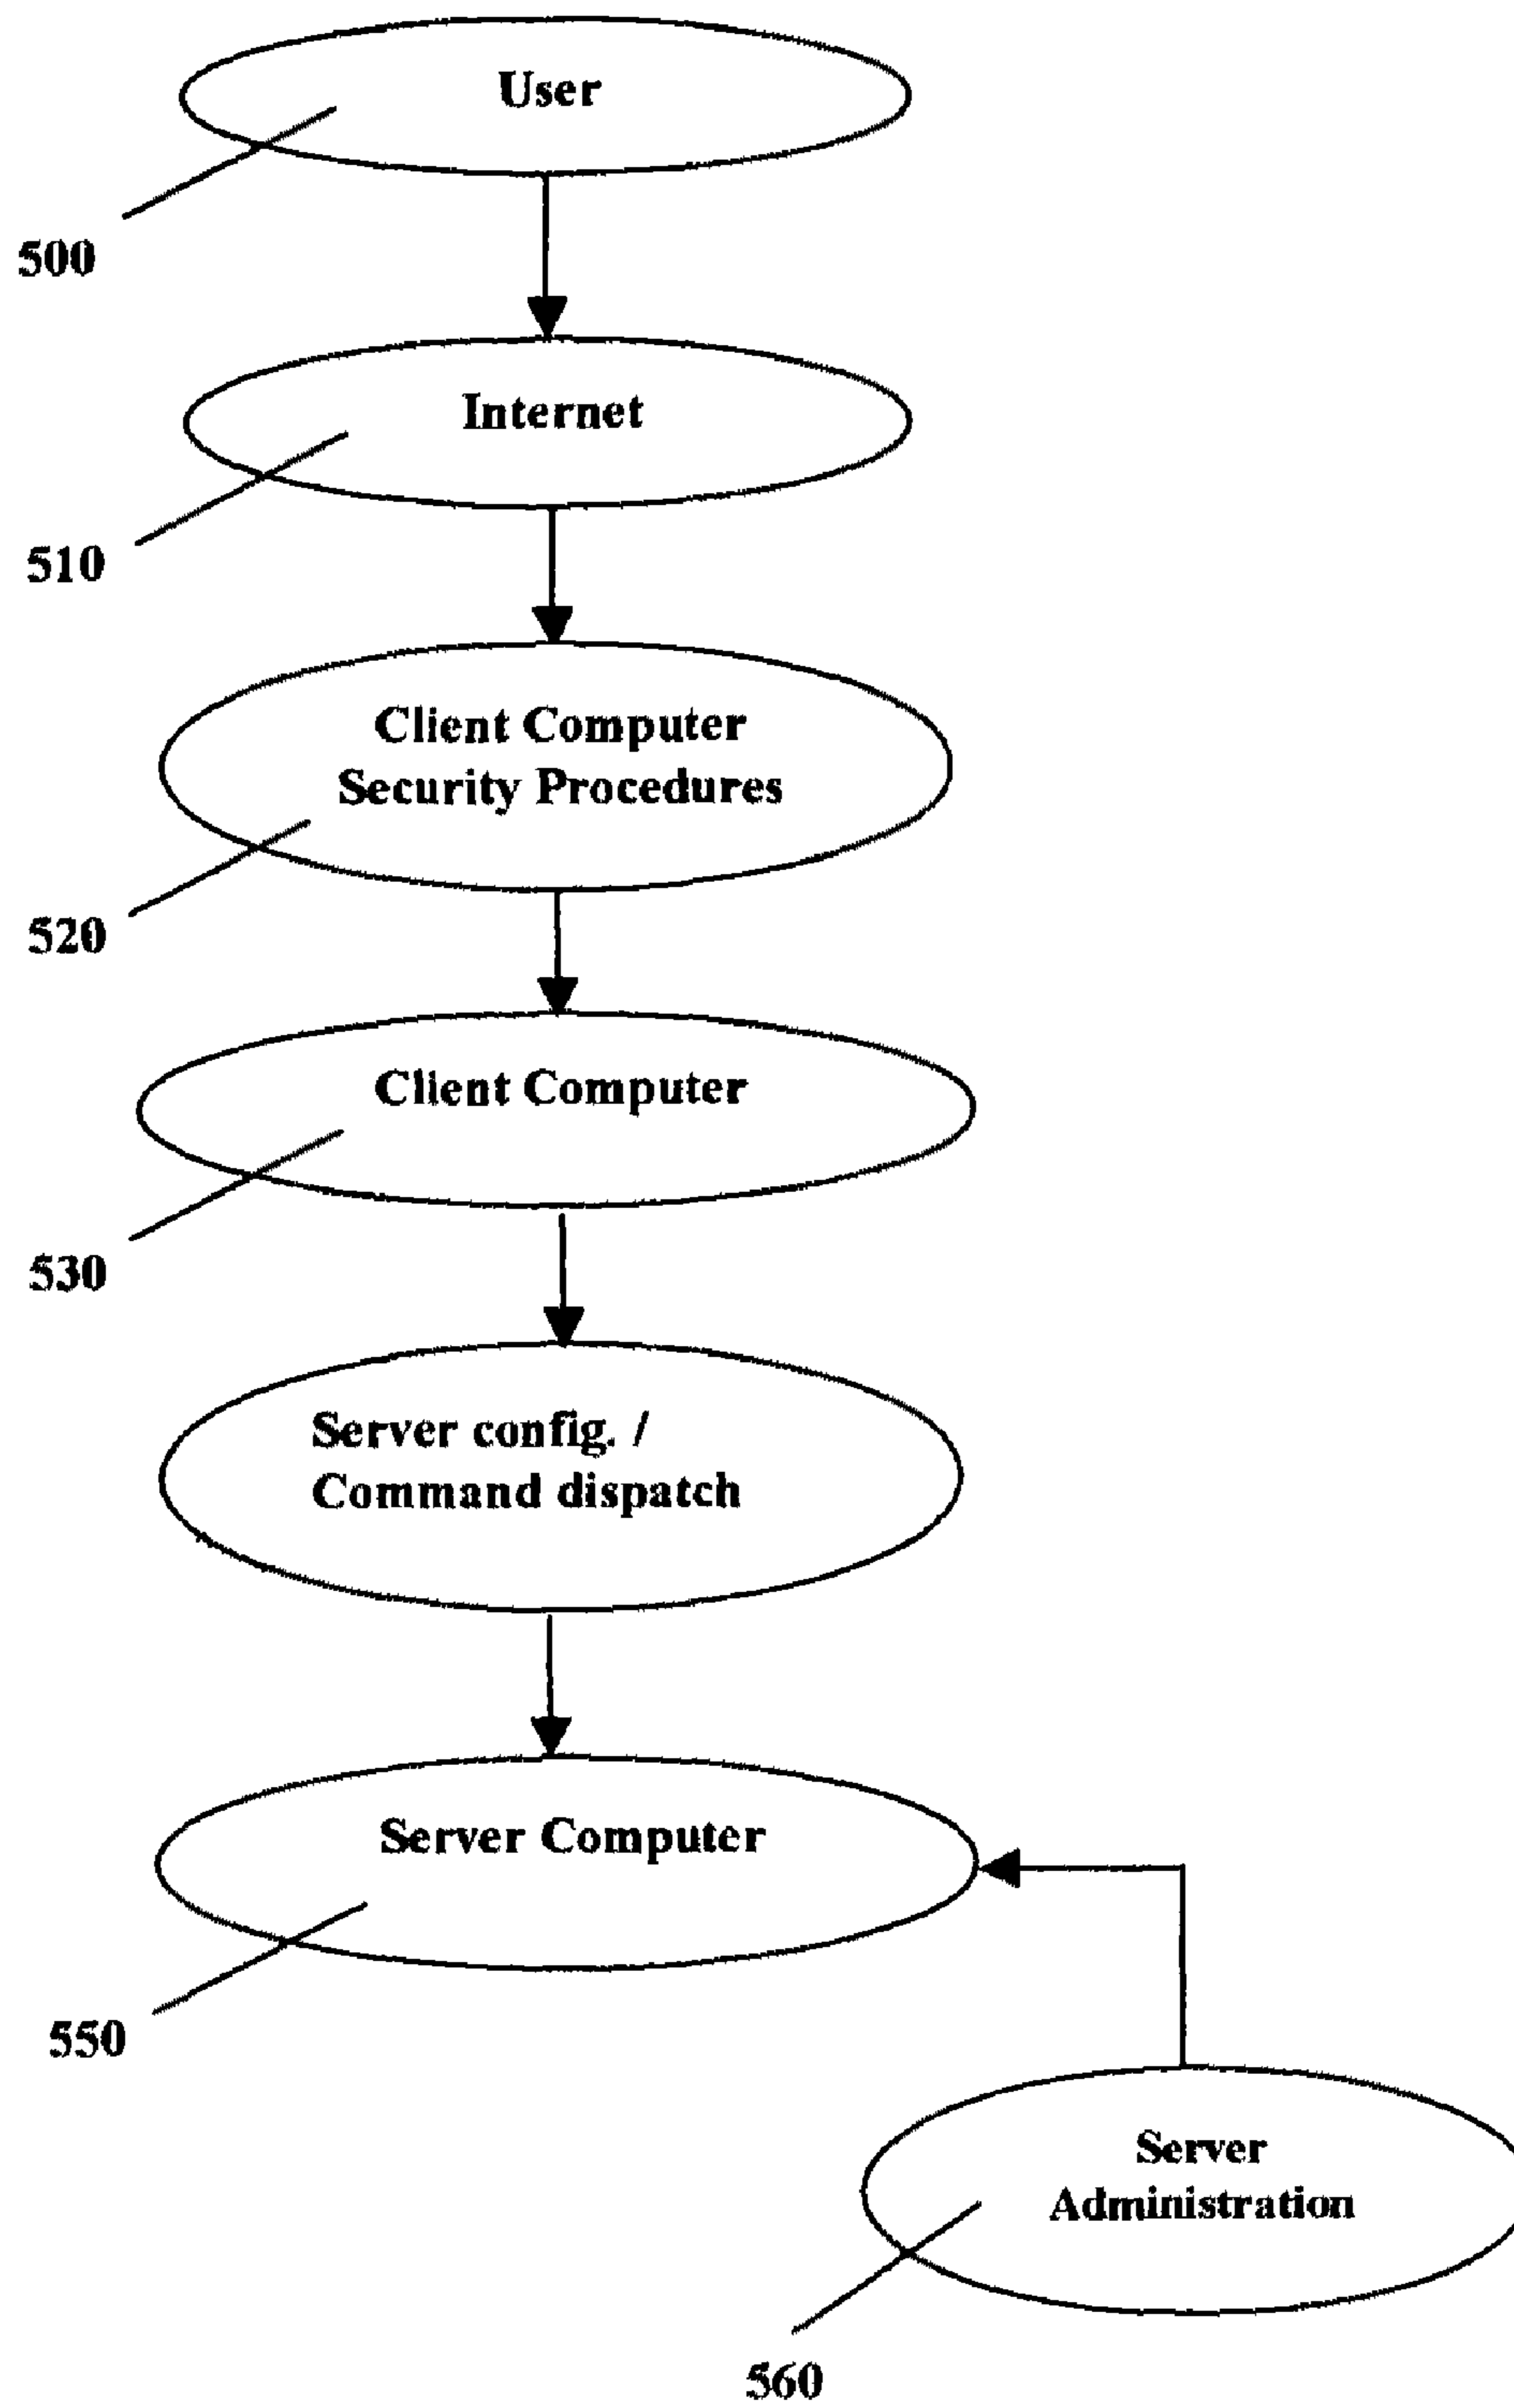 User
500
Internet
510
Client Computer
Security Procedures
520
Client Computer
530
Server config. /
Command dispatch
Server Computer
550
Server
Administration
560